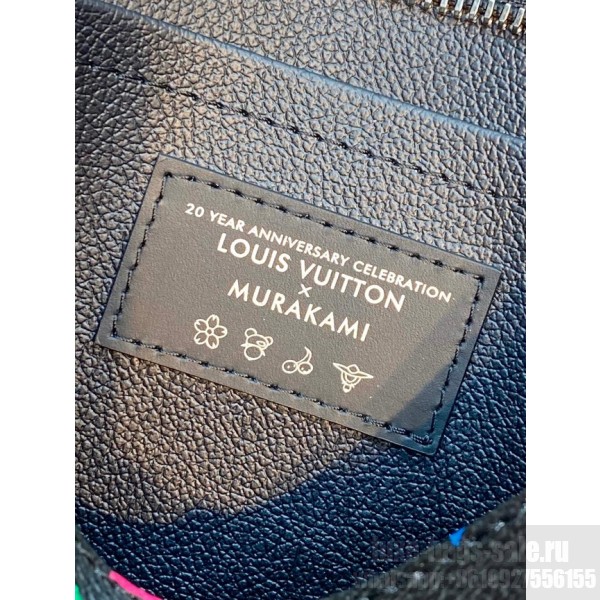 20 YEAR ANNIVERSARY CELEBRATION
LOUIS VUITTON
×
MURAKAMI